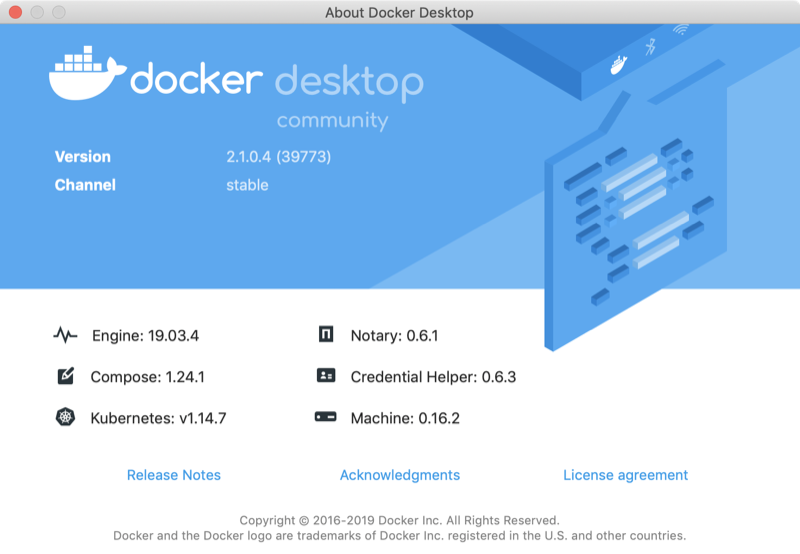 About Docker Desktop
docker desktop
community
Version 2.1.0.4 (39773)
Channel stable
Engine: 19.03.4 Notary: 0.6.1
Compose: 1.24.1 Credential Helper: 0.6.3
Kubernetes: v1.14.7 Machine: 0.16.2
Release Notes Acknowledgments License agreement
Copyright © 2016-2019 Docker Inc. All Rights Reserved.
Docker and the Docker logo are trademarks of Docker Inc. registered in the U.S. and other countries.